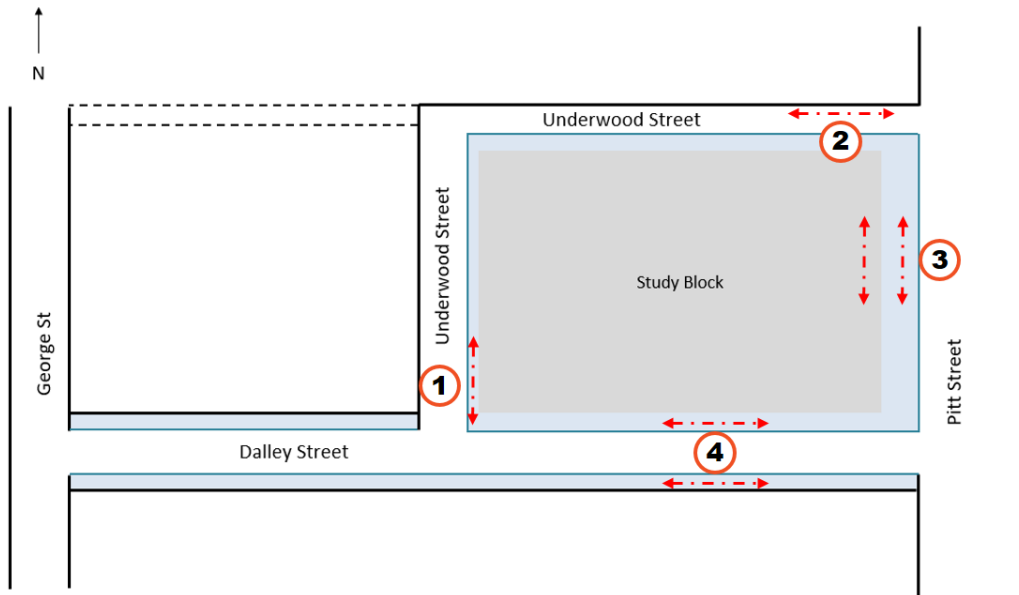 N
Underwood Street
2
Underwood Street
3
Study Block
George St
1
Pitt Street
Dalley Street
4